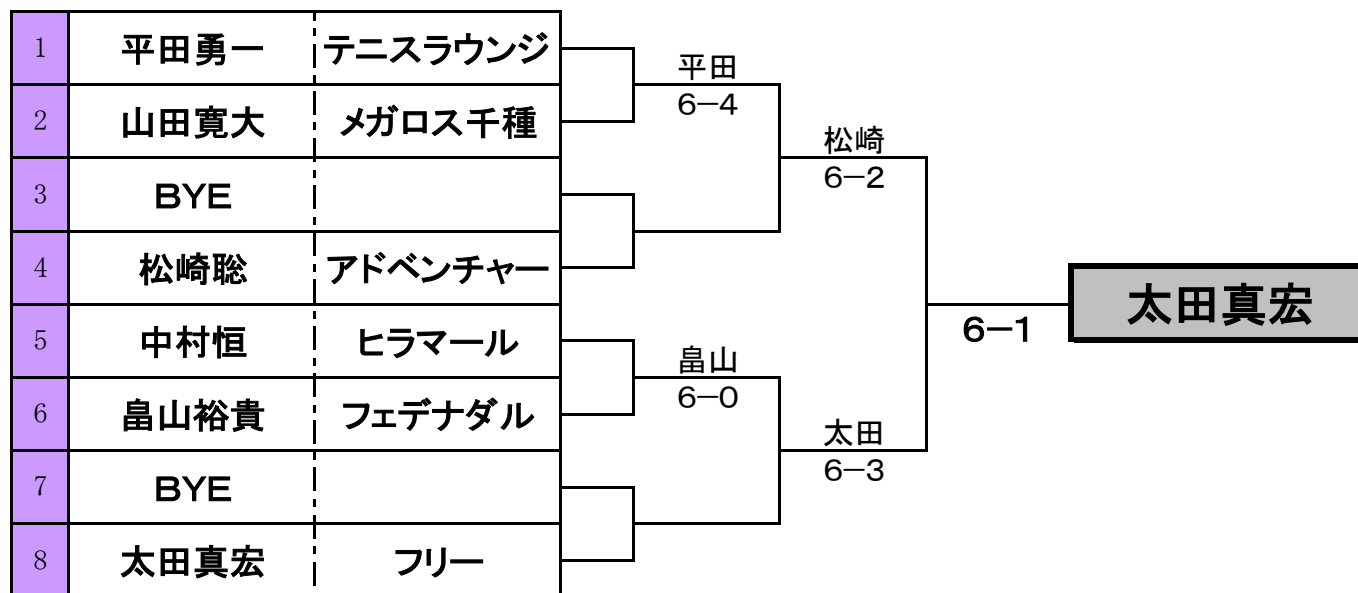 1 平田勇一 テニスラウンジ
2 山田寛大 メガロス千種
3 BYE
4 松崎聡 アドベンチャー
5 中村恒 ヒラマール
6 畠山裕貴 フェデナダル
7 BYE
8 太田真宏 フリー
平田
6-4
畠山
6-0
松崎
6-2
太田
6-3
6-1
太田真宏